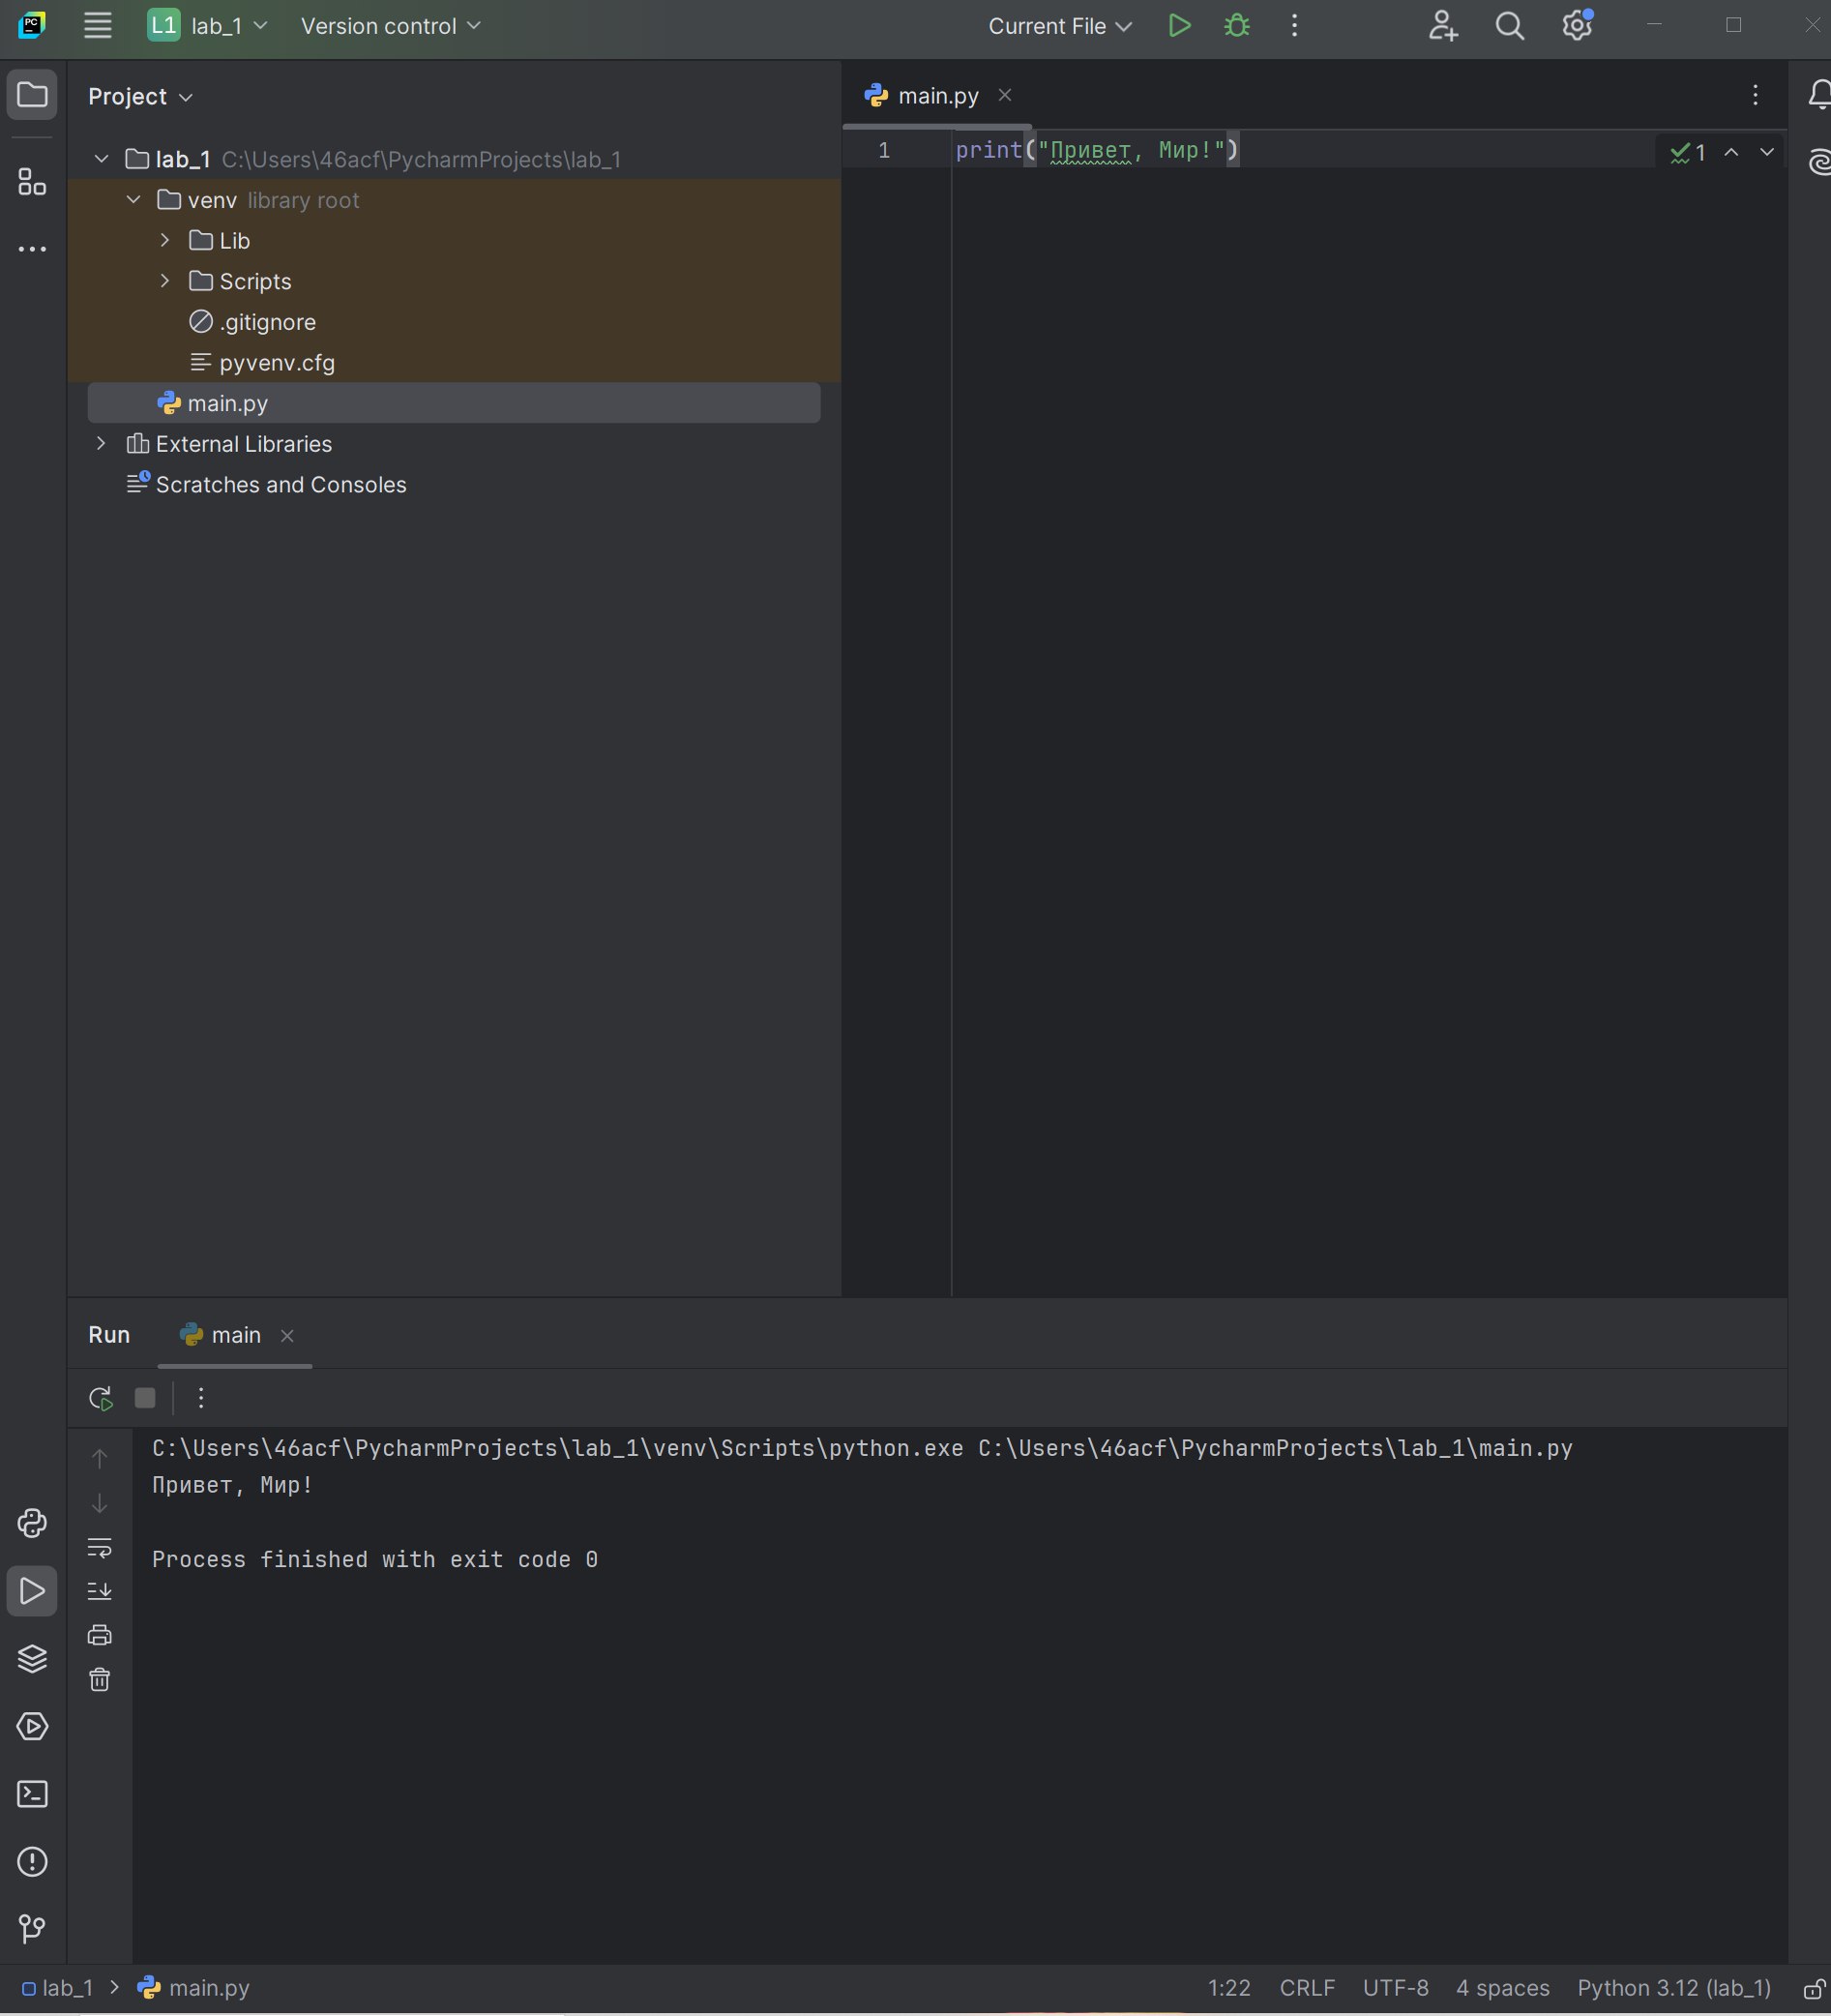 PC
L1 lab_1 Version control Current File
Project
main.py
lab_1 C:\Users\46acf\PycharmProjects\lab_1
venv library root
Lib
Scripts
.gitignore
pyvenv.cfg
main.py
External Libraries
Scratches and Consoles
1 print("Привет, Мир!")
1
Run main
C:\Users\46acf\PycharmProjects\lab_1\venv\Scripts\python.exe C:\Users\46acf\PycharmProjects\lab_1\main.py
Привет, Мир!
Process finished with exit code 0
lab_1 main.py 1:22 CRLF UTF-8 4 spaces Python 3.12 (lab_1)